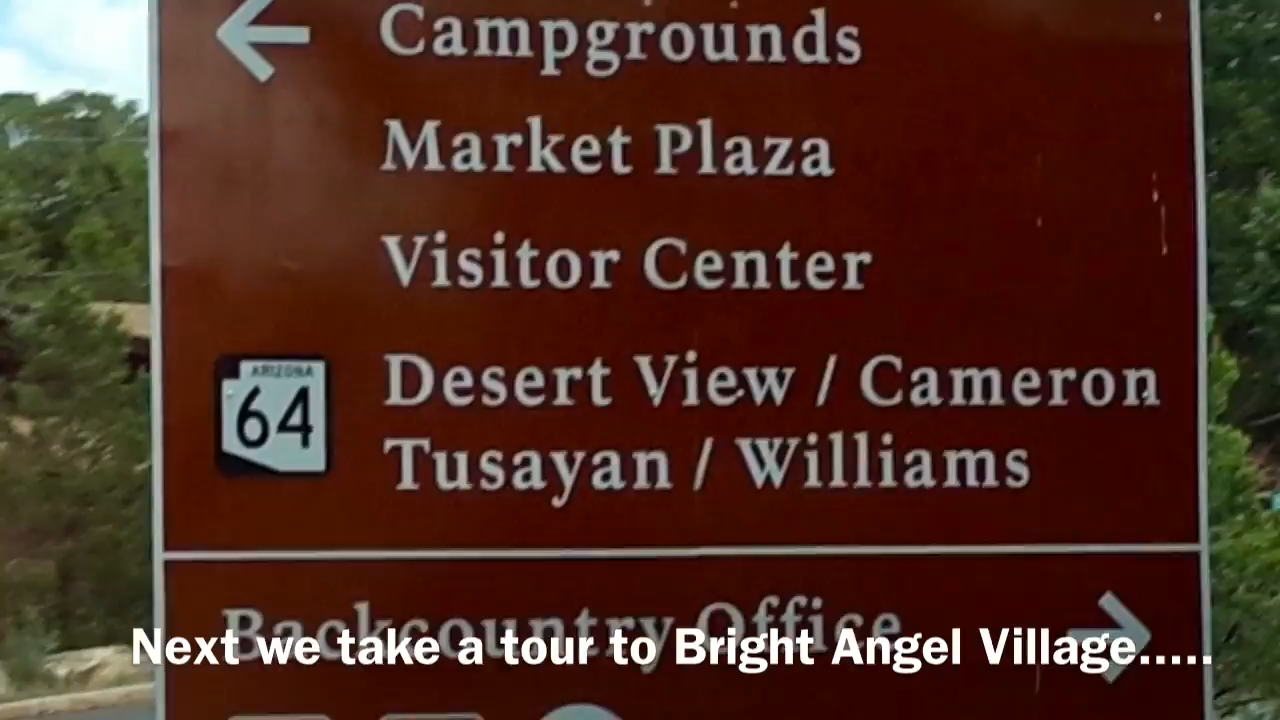 Campgrounds
Market Plaza
Visitor Center
ARIZONA
64
Desert View / Cameron
Tusayan / Williams
Backcountry Office
Next we take a tour to Bright Angel Village.....